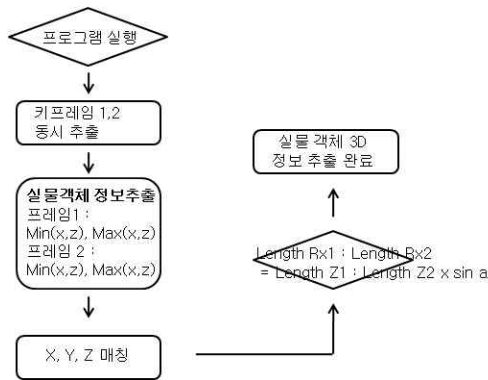 프로그램 실행
키프레임 1,2
동시 추출
실물객체 정보추출
프레임1 :
Min(x,z), Max(x,z)
프레임 2 :
Min(x,z), Max(x,z)
X, Y, Z 매칭
Length Rx1 : Length Rx2
= Length Z1 : Length Z2 x sin a
실물 객체 3D
정보 추출 완료